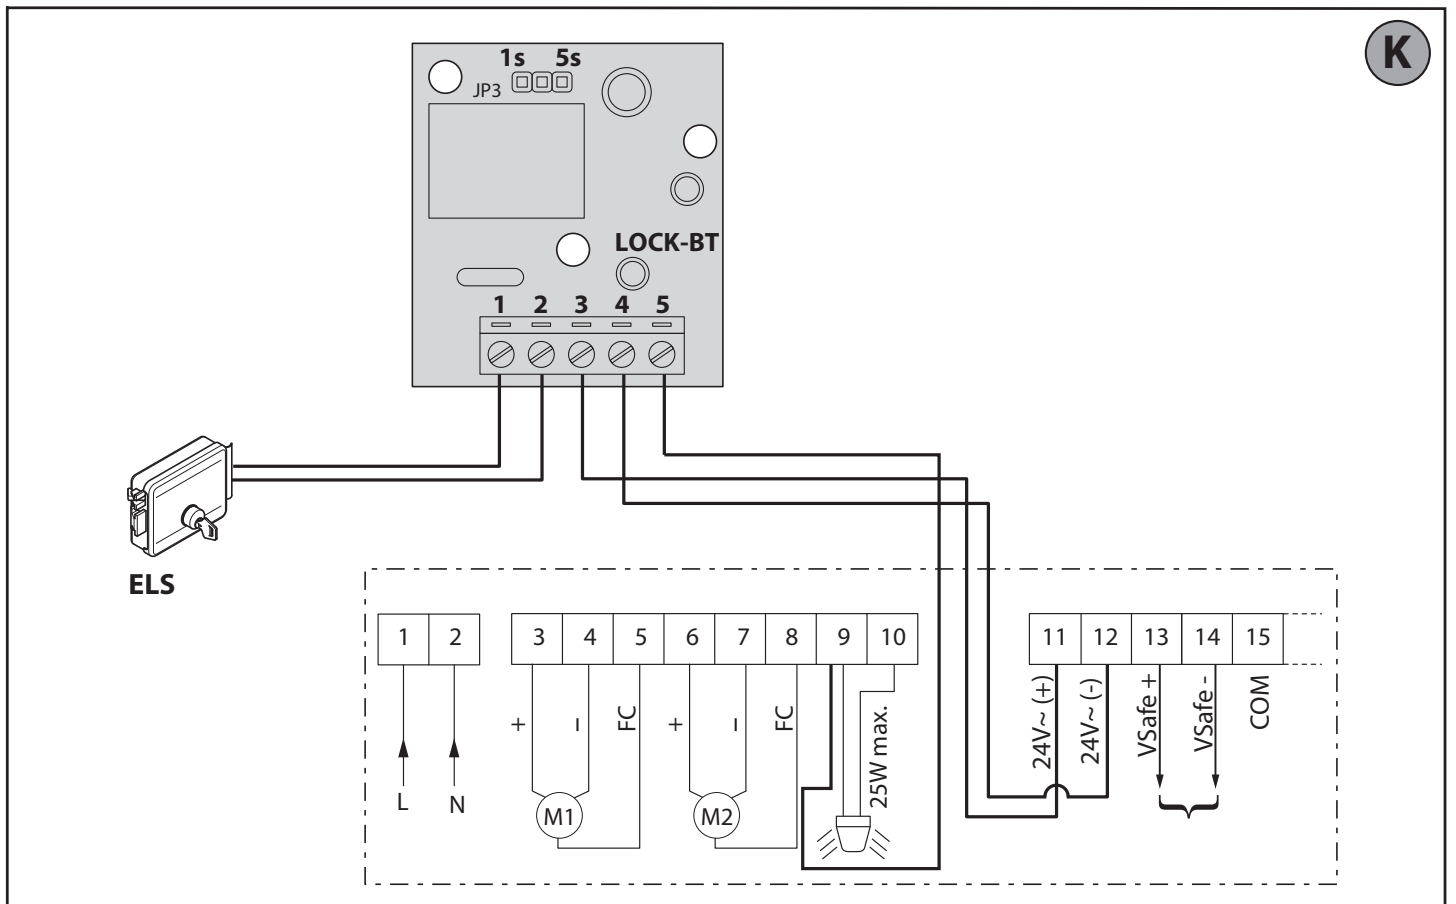 K
1s 5s
JP3
LOCK-BT
1 2 3 4 5
ELS
1 2 3 4 5 6 7 8 9 10 11 12 13 14 15
+ - FC + - FC 25W max. 24V~ (+) 24V~ (-) VSafe + VSafe - COM
L N M1 M2